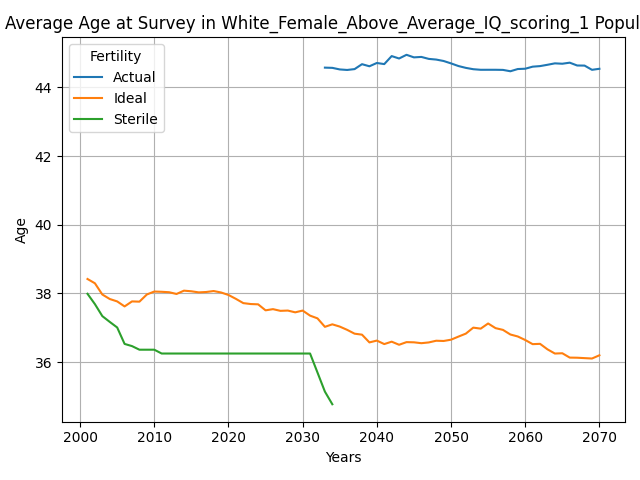 Average Age at Survey in White_Female_Above_Average_IQ_scoring_1 Popul
Fertility
Actual
Ideal
Sterile
44
42
40
38
36
Age
2000 2010 2020 2030 2040 2050 2060 2070
Years